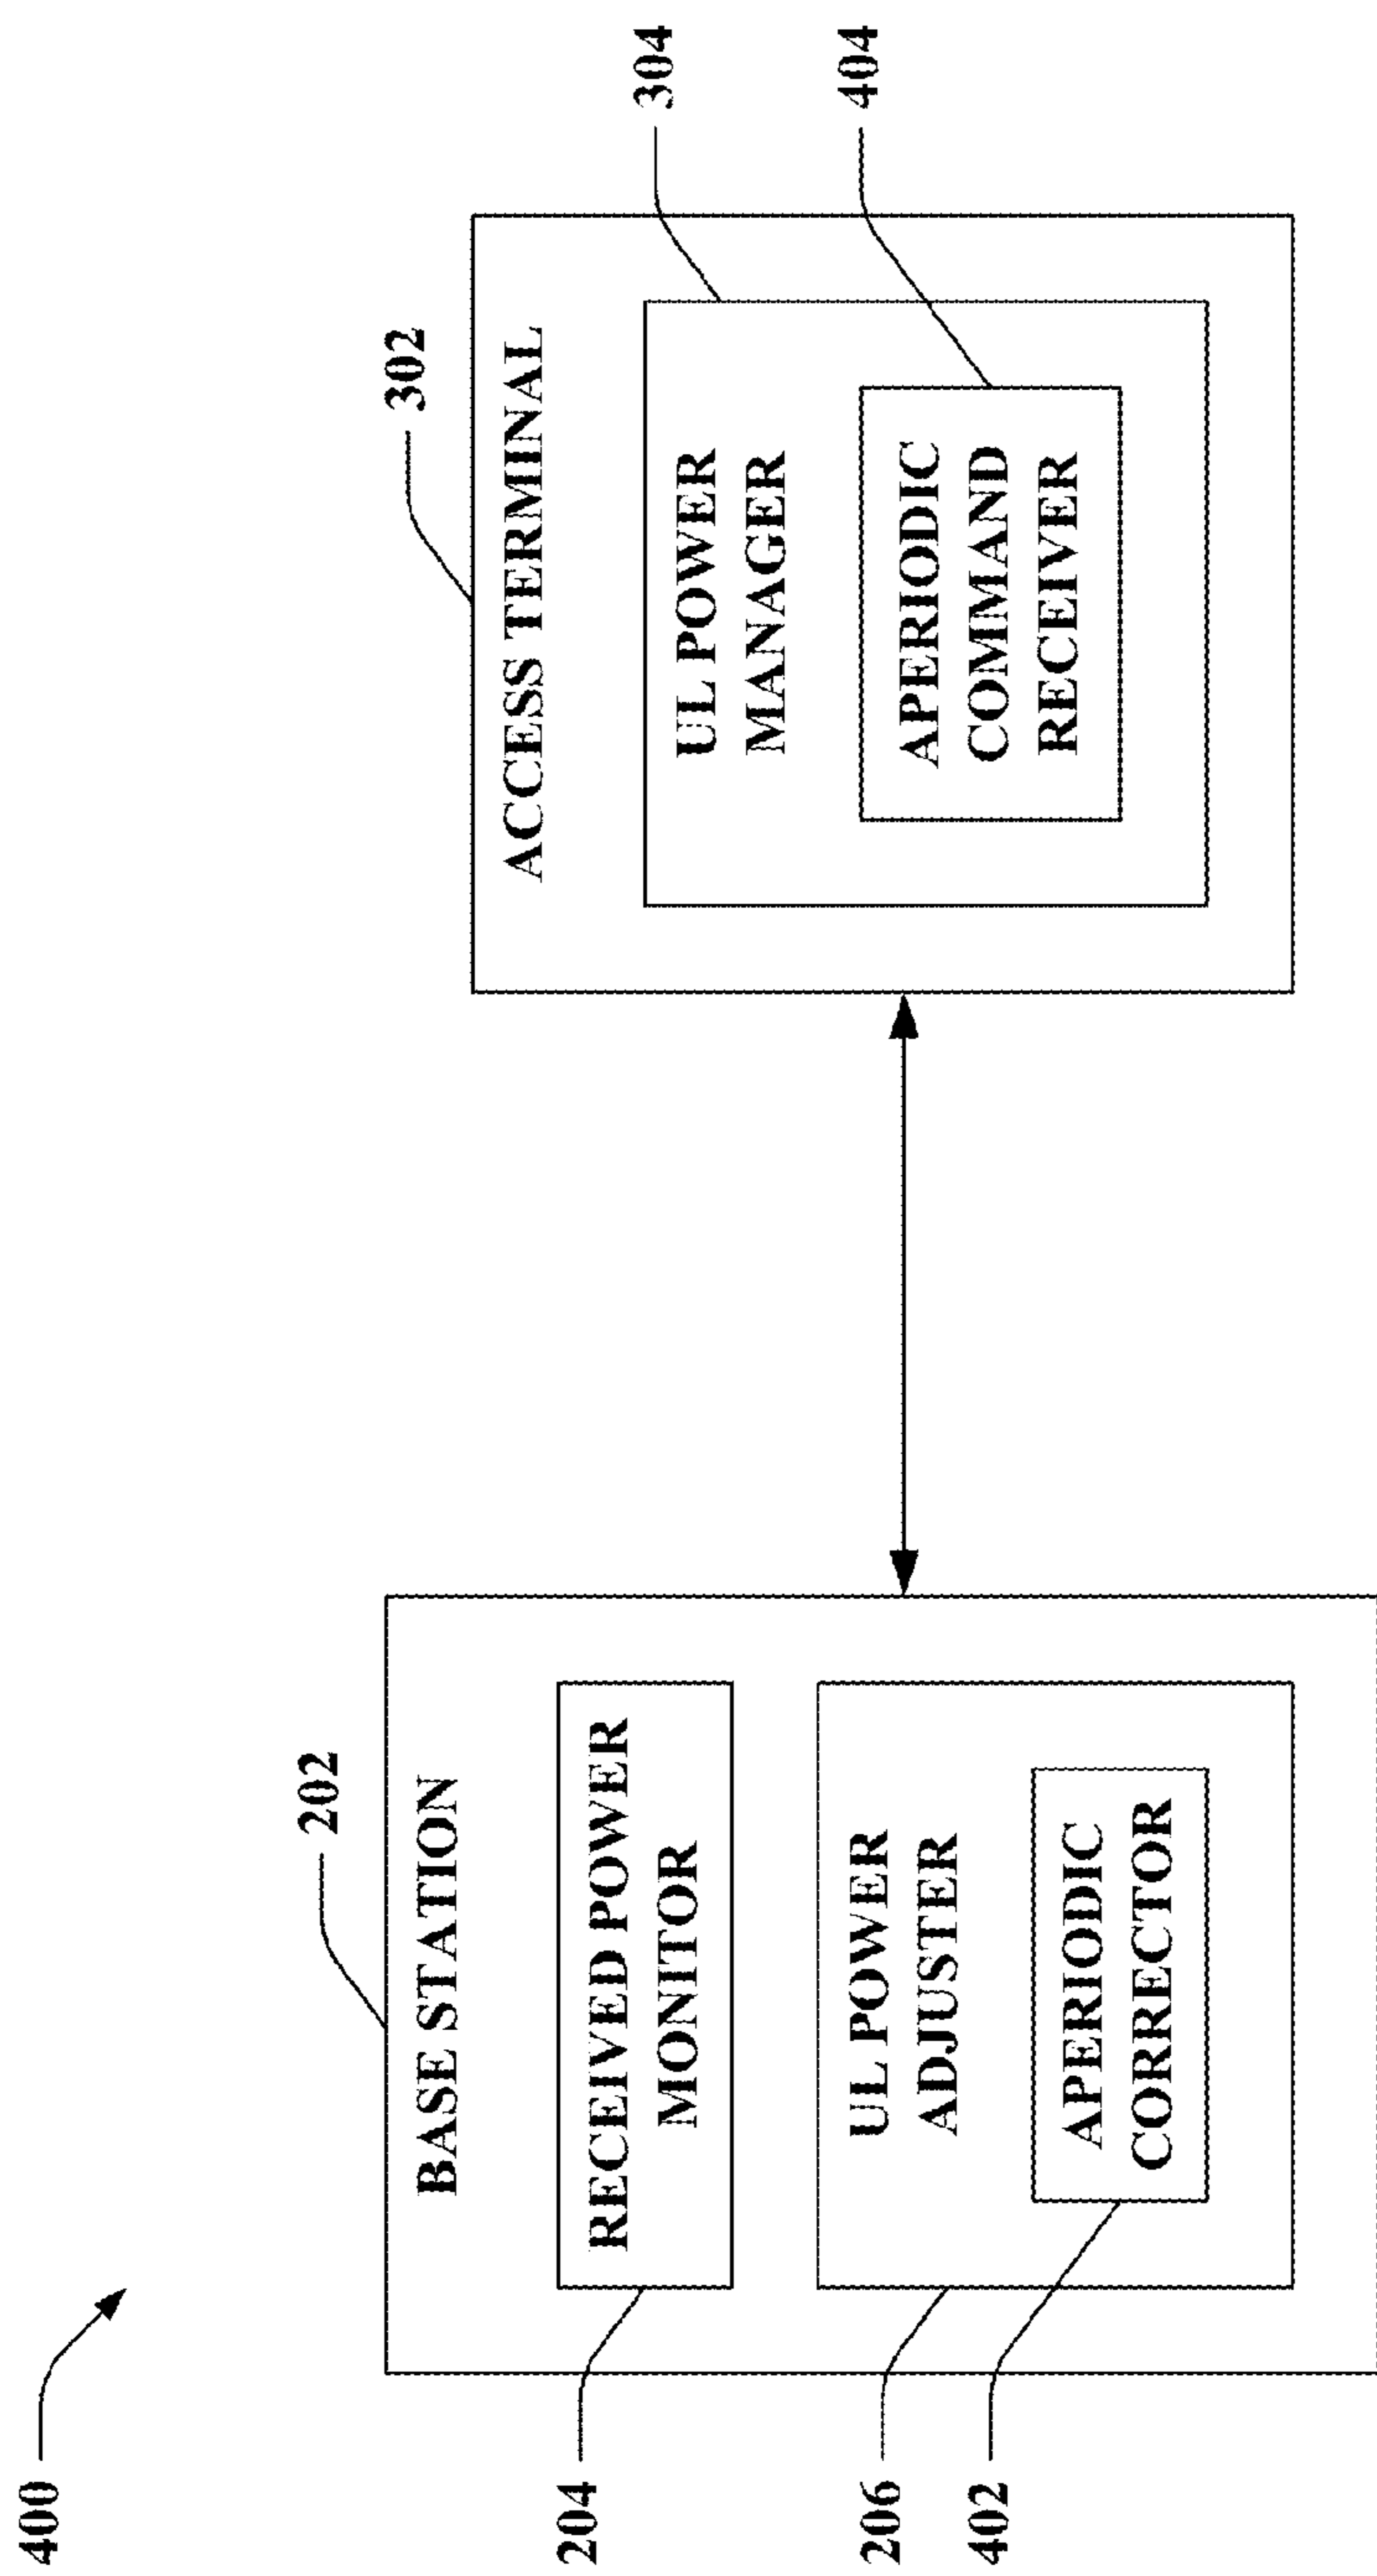 400
202
BASE STATION
204
RECEIVED POWER
MONITOR
206
UL POWER
ADJUSTER
402
APERIODIC
CORRECTOR
302
ACCESS TERMINAL
304
UL POWER
MANAGER
404
APERIODIC
COMMAND
RECEIVER